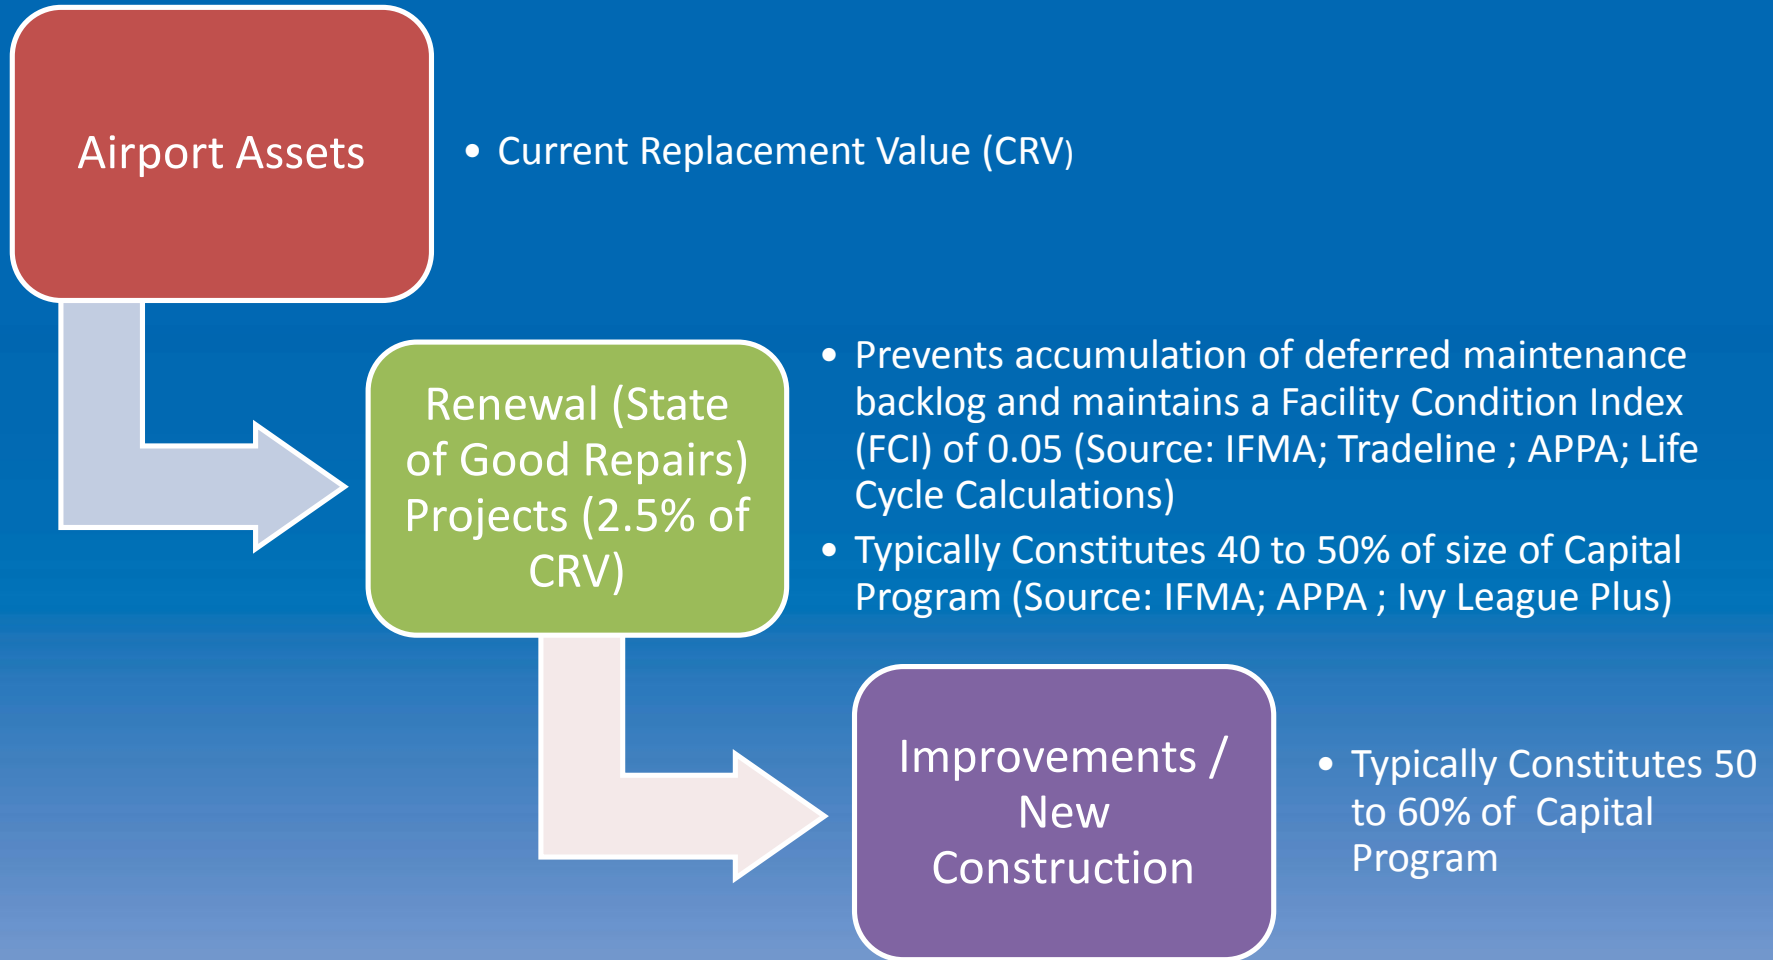 Airport Assets
• Current Replacement Value (CRV)
Renewal (State
of Good Repairs)
Projects (2.5% of
CRV)
• Prevents accumulation of deferred maintenance
backlog and maintains a Facility Condition Index
(FCI) of 0.05 (Source: IFMA; Tradeline ; APPA; Life
Cycle Calculations)
• Typically Constitutes 40 to 50% of size of Capital
Program (Source: IFMA; APPA ; Ivy League Plus)
Improvements /
New
Construction
• Typically Constitutes 50
to 60% of Capital
Program